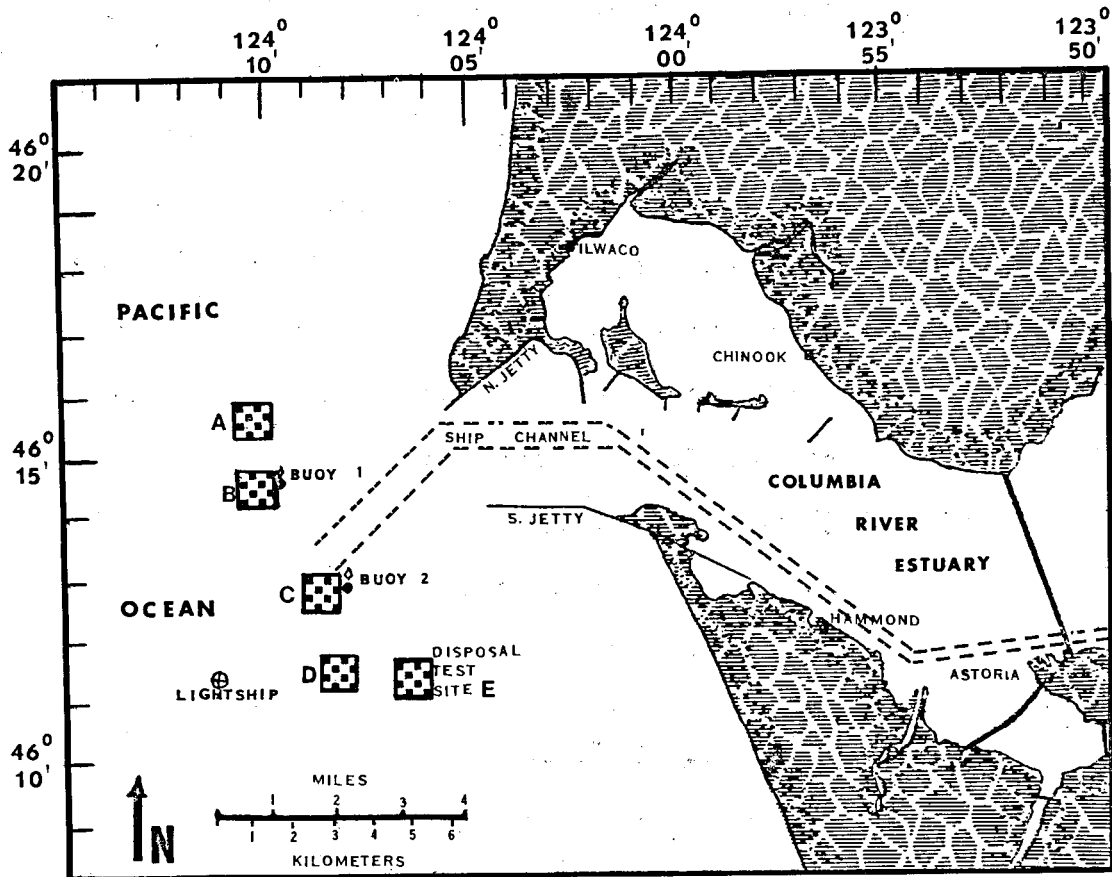 124°
10'
124°
05'
124°
00'
123°
55'
123°
50'
46°
20'
ILWACO
PACIFIC
CHINOOK
N. JETTY
A
SHIP CHANNEL
46°
15'
BUOY 1
B
COLUMBIA
S. JETTY
RIVER
ESTUARY
BUOY 2
C
OCEAN
HAMMOND
DISPOSAL
D
TEST
ASTORIA
SITE E
LIGHTSHIP
46°
10'
MILES
1 2 3 4
1 2 3 4 5 6
N
KILOMETERS